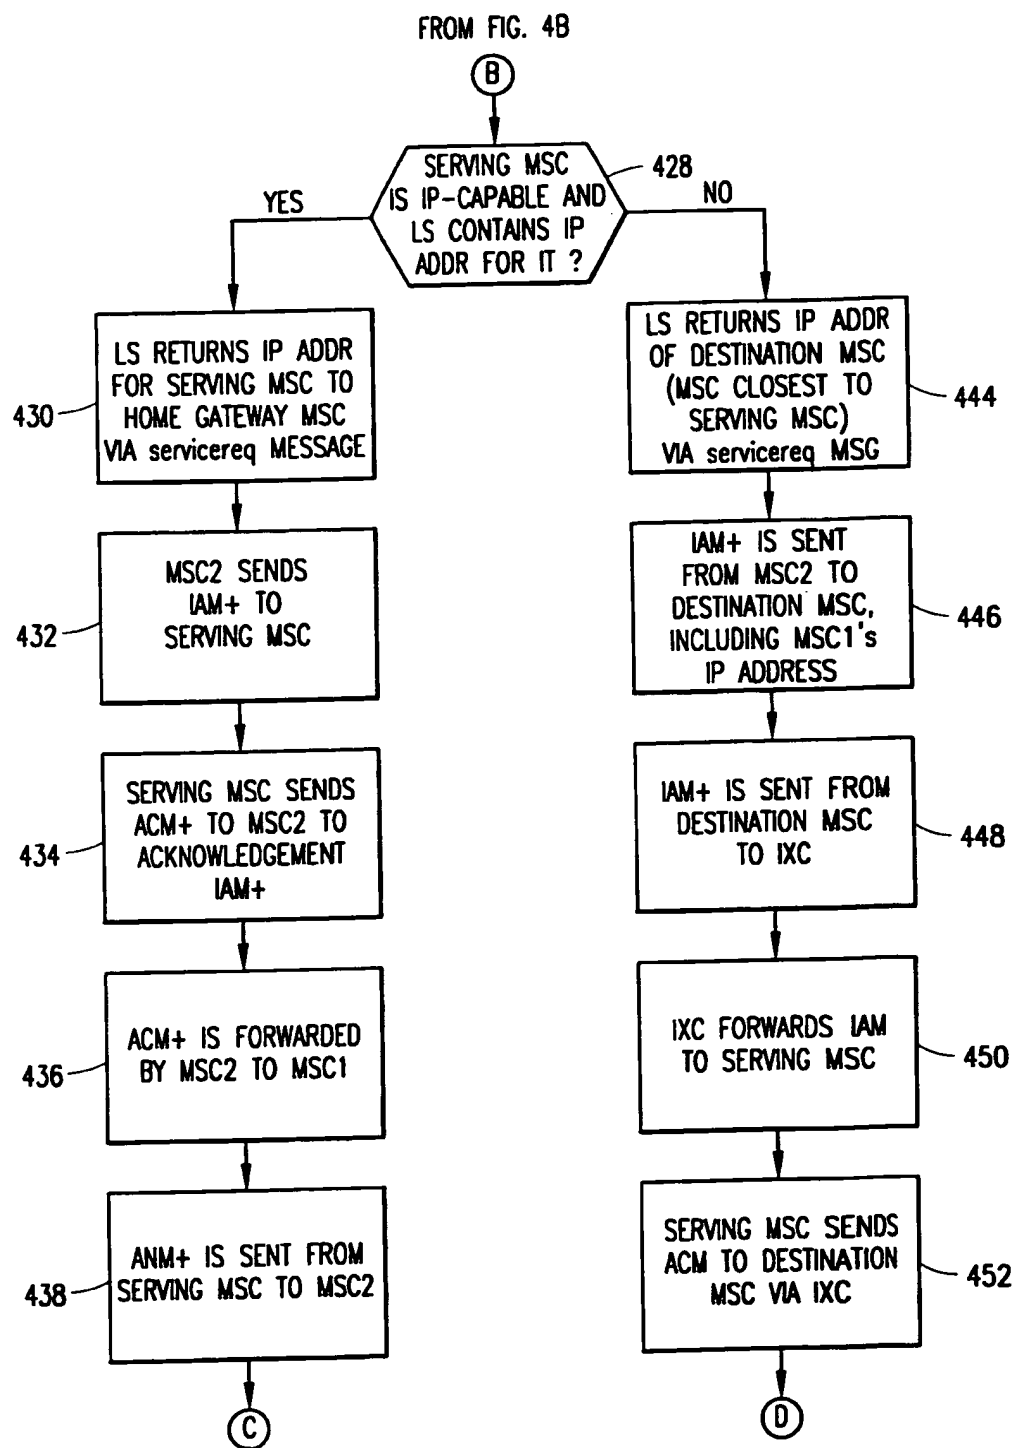 FROM FIG. 4B
B
SERVING MSC
IS IP-CAPABLE AND
LS CONTAINS IP
ADDR FOR IT ?
428
YES
NO
LS RETURNS IP ADDR
FOR SERVING MSC TO
HOME GATEWAY MSC
VIA servicereq MESSAGE
430
MSC2 SENDS
IAM+ TO
SERVING MSC
432
SERVING MSC SENDS
ACM+ TO MSC2 TO
ACKNOWLEDGEMENT
IAM+
434
ACM+ IS FORWARDED
BY MSC2 TO MSC1
436
ANM+ IS SENT FROM
SERVING MSC TO MSC2
438
C
LS RETURNS IP ADDR
OF DESTINATION MSC
(MSC CLOSEST TO
SERVING MSC)
VIA servicereq MSG
444
IAM+ IS SENT
FROM MSC2 TO
DESTINATION MSC,
INCLUDING MSC1's
IP ADDRESS
446
IAM+ IS SENT FROM
DESTINATION MSC
TO IXC
448
IXC FORWARDS IAM
TO SERVING MSC
450
SERVING MSC SENDS
ACM TO DESTINATION
MSC VIA IXC
452
D